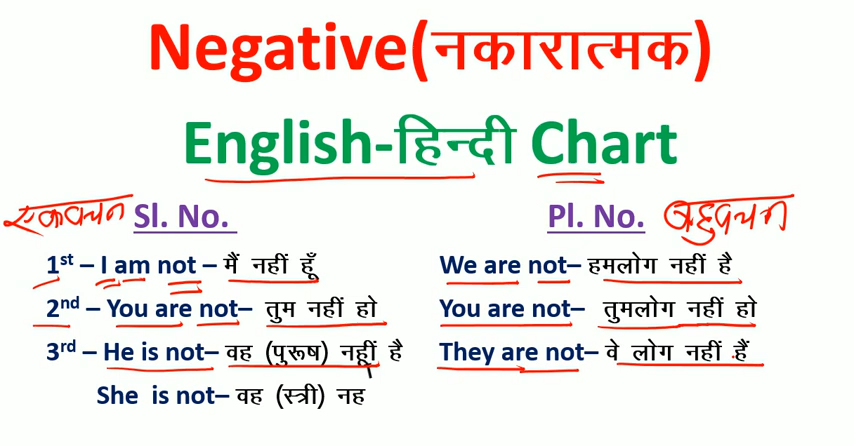 Negative(नकारात्मक)
English-हिन्दी Chart
एकवचन Sl. No. Pl. No. बहुवचन
1st – I am not – मैं नहीं हूँ We are not– हमलोग नहीं है
2nd – You are not– तुम नहीं हो You are not– तुमलोग नहीं हो
3rd – He is not– वह (पुरूष) नहीं है They are not– वे लोग नहीं हैं
She is not– वह (स्त्री) नह